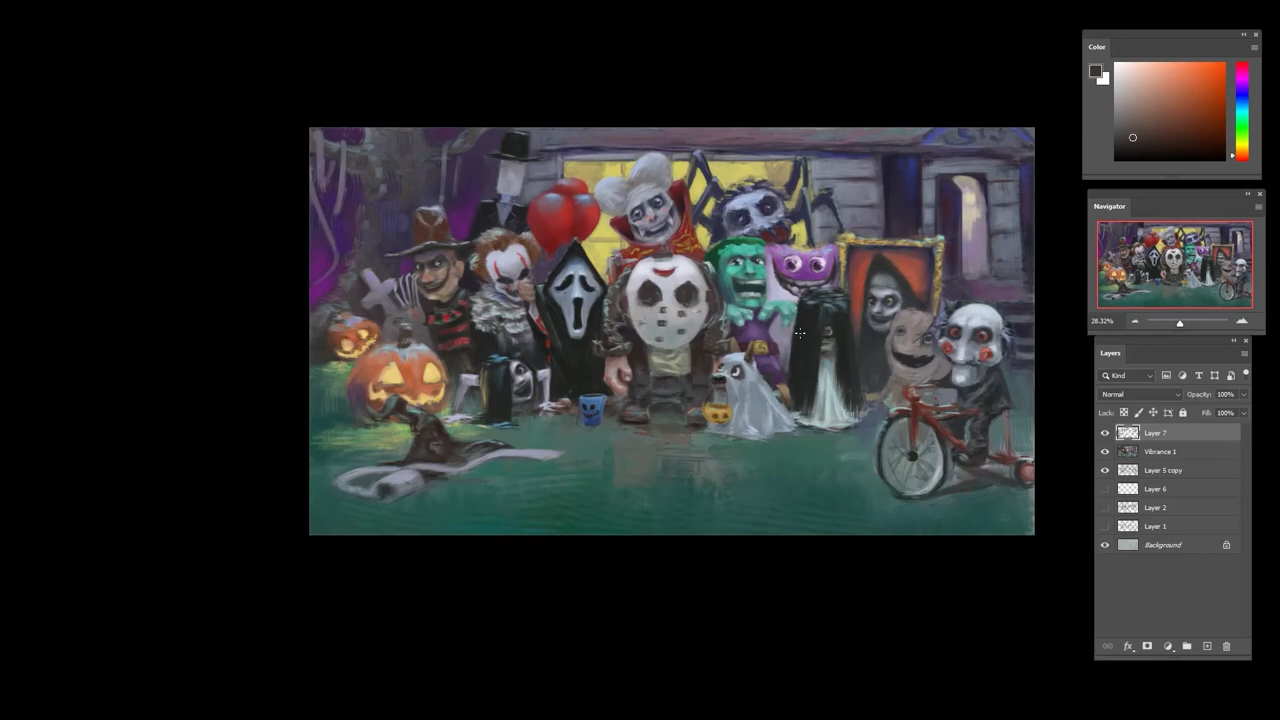 Color
Navigator
28.32%
Layers
Kind
Normal
Opacity: 100%
Lock:
Fill: 100%
Layer 7
Vibrance 1
Layer 5 copy
Layer 6
Layer 2
Layer 1
Background
fx